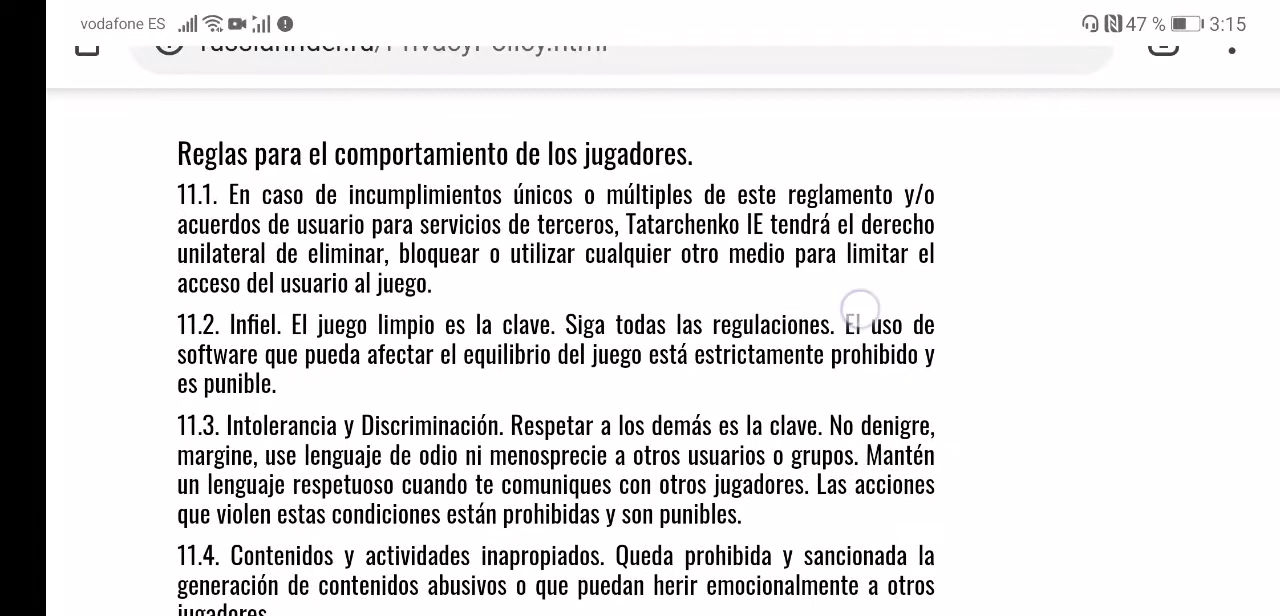 vodafone ES 47 % 3:15
Reglas para el comportamiento de los jugadores.
11.1. En caso de incumplimientos únicos o múltiples de este reglamento y/o
acuerdos de usuario para servicios de terceros, Tatarchenko IE tendrá el derecho
unilateral de eliminar, bloquear o utilizar cualquier otro medio para limitar el
acceso del usuario al juego.
11.2. Infiel. El juego limpio es la clave. Siga todas las regulaciones. El uso de
software que pueda afectar el equilibrio del juego está estrictamente prohibido y
es punible.
11.3. Intolerancia y Discriminación. Respetar a los demás es la clave. No denigre,
margine, use lenguaje de odio ni menosprecie a otros usuarios o grupos. Mantén
un lenguaje respetuoso cuando te comuniques con otros jugadores. Las acciones
que violen estas condiciones están prohibidas y son punibles.
11.4. Contenidos y actividades inapropiados. Queda prohibida y sancionada la
generación de contenidos abusivos o que puedan herir emocionalmente a otros
jugadores.